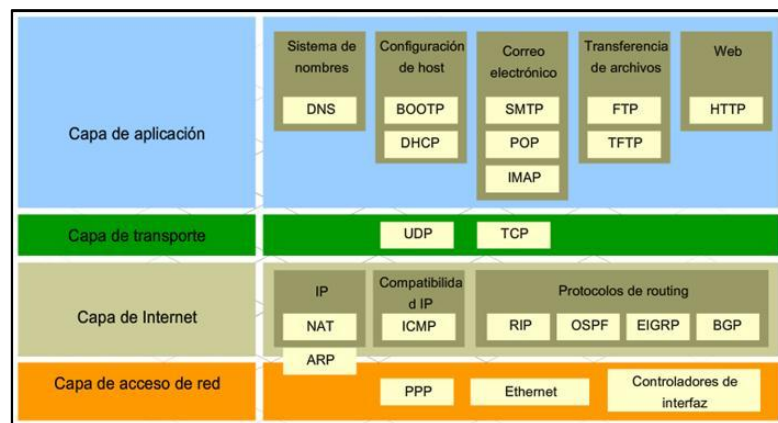 Capa de aplicación
Sistema de
nombres
DNS
Configuración
de host
BOOTP
DHCP
Correo
electrónico
SMTP
POP
IMAP
Transferencia
de archivos
FTP
TFTP
Web
HTTP
Capa de transporte
UDP
TCP
Capa de Internet
IP
NAT
ARP
Compatibilida
d IP
ICMP
Protocolos de routing
RIP
OSPF
EIGRP
BGP
Capa de acceso de red
PPP
Ethernet
Controladores de
interfaz